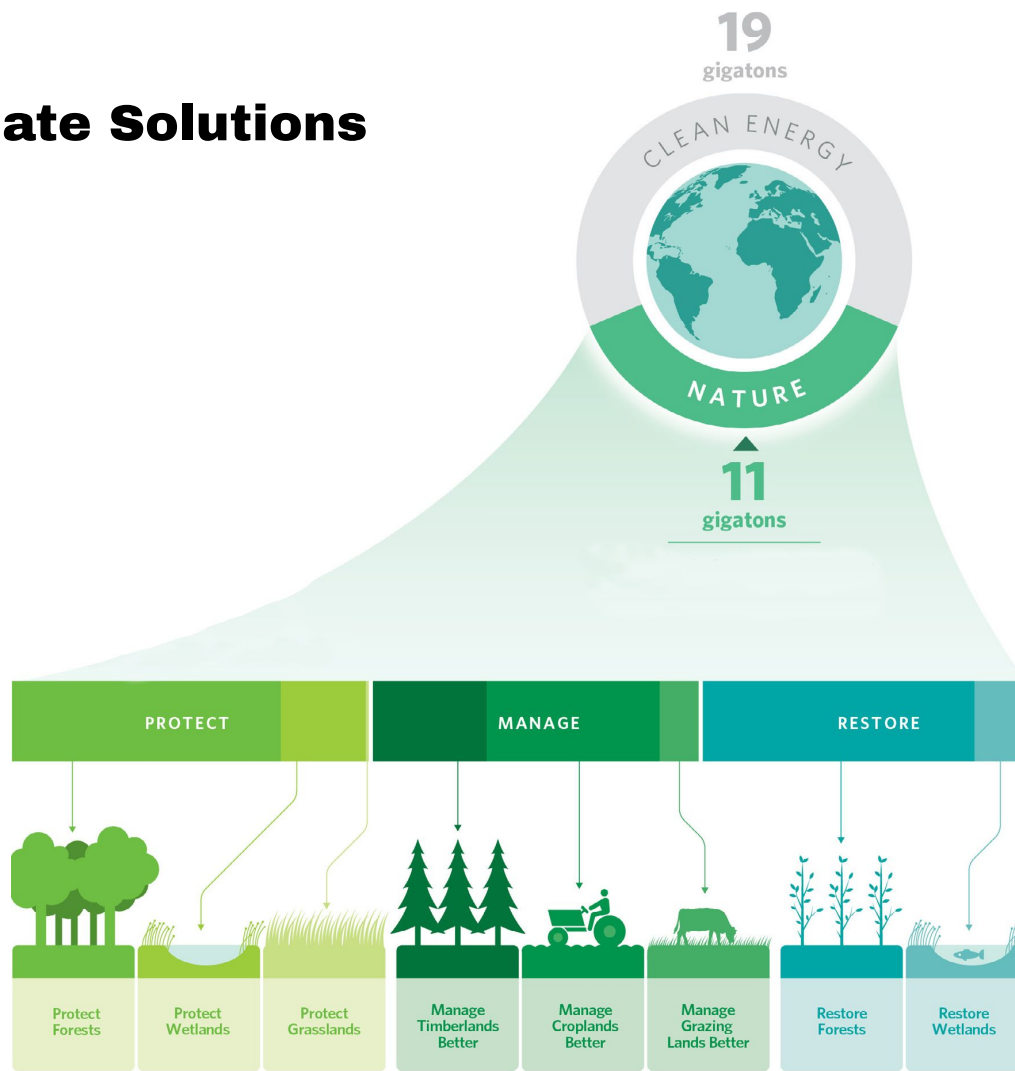 19
gigatons
ate Solutions
CLEAN ENERGY
NATURE
11
gigatons
PROTECT
MANAGE
RESTORE
Protect
Forests
Protect
Wetlands
Protect
Grasslands
Manage
Timberlands
Better
Manage
Croplands
Better
Manage
Grazing
Lands Better
Restore
Forests
Restore
Wetlands